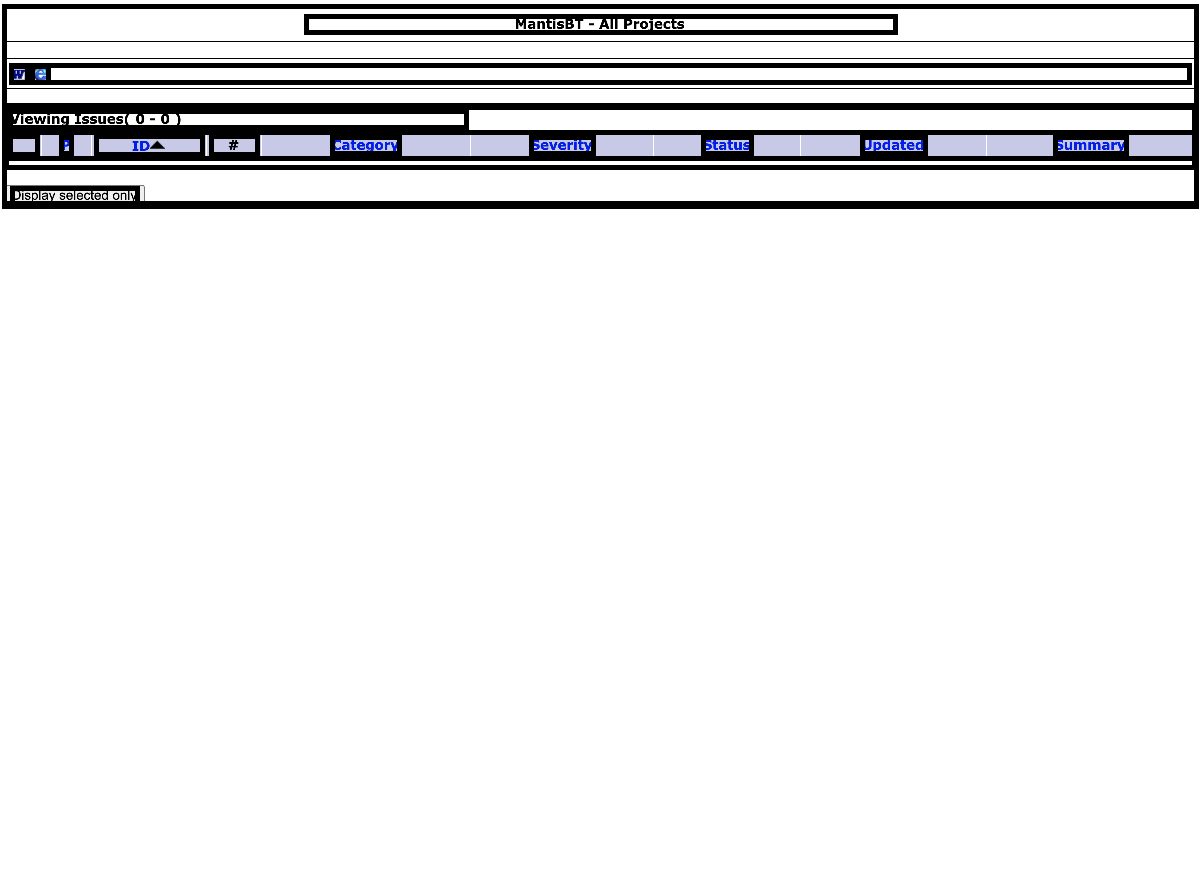 MantisBT - All Projects
Viewing Issues( 0 - 0 )
P ID # Category Severity Status Updated Summary
Display selected only